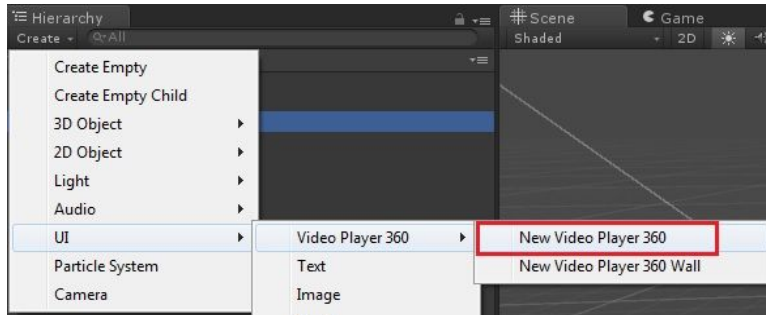 Hierarchy
Create All
Create Empty
Create Empty Child
3D Object
2D Object
Light
Audio
UI
Particle System
Camera
Video Player 360
Text
Image
New Video Player 360
New Video Player 360 Wall
Scene Game
Shaded 2D